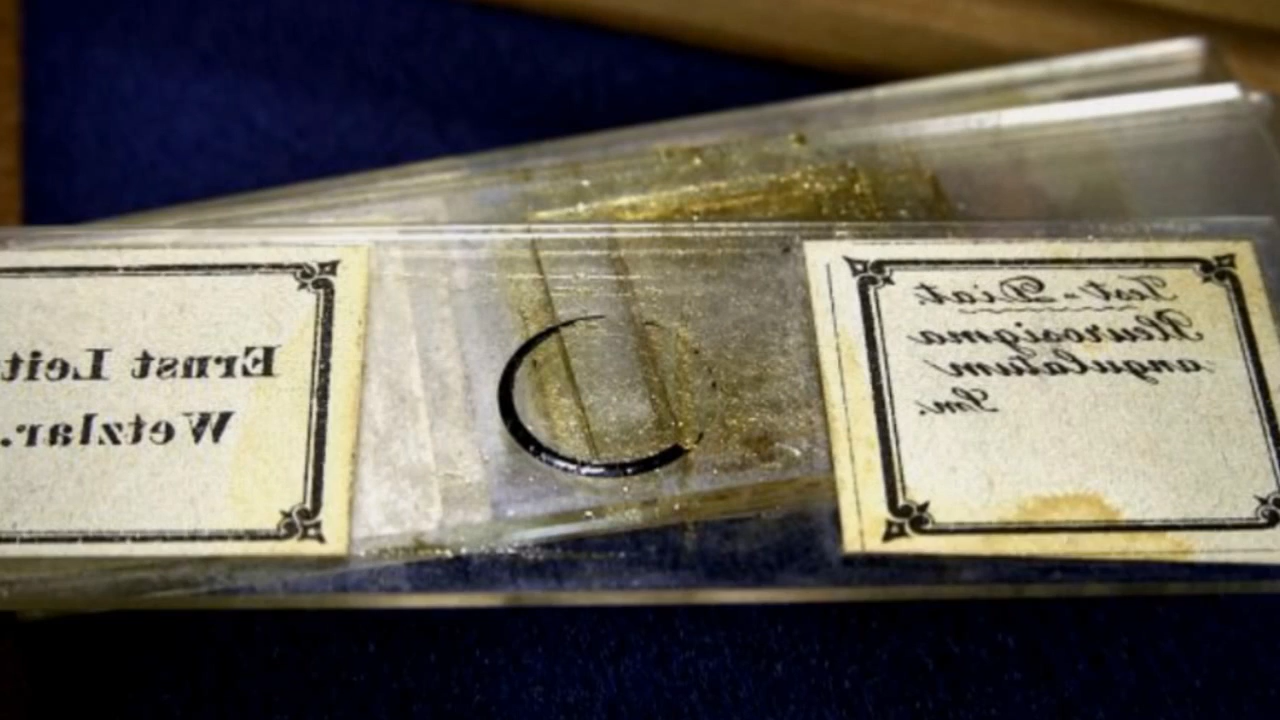 Ernst Leit
Wetzlar.
Test-Diat.
Pleurosigma
angulatum
Sm.